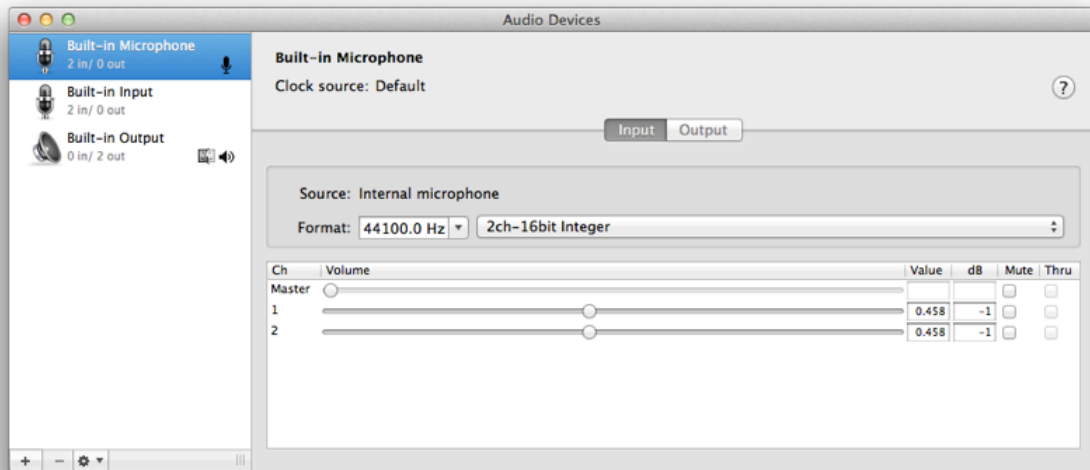 Audio Devices
Built-in Microphone
2 in/ 0 out
Built-in Input
2 in/ 0 out
Built-in Output
0 in/ 2 out
Built-in Microphone
Clock source: Default
?
Input Output
Source: Internal microphone
Format: 44100.0 Hz 2ch-16bit Integer
Ch Volume Value dB Mute Thru
Master
1 0.458 -1
2 0.458 -1